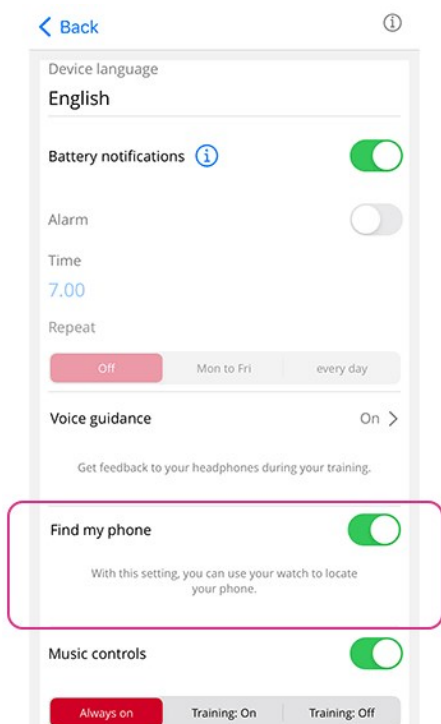 Back
Device language
English
Battery notifications
Alarm
Time
7.00
Repeat
Off Mon to Fri every day
Voice guidance On
Get feedback to your headphones during your training.
Find my phone
With this setting, you can use your watch to locate
your phone.
Music controls
Always on Training: On Training: Off